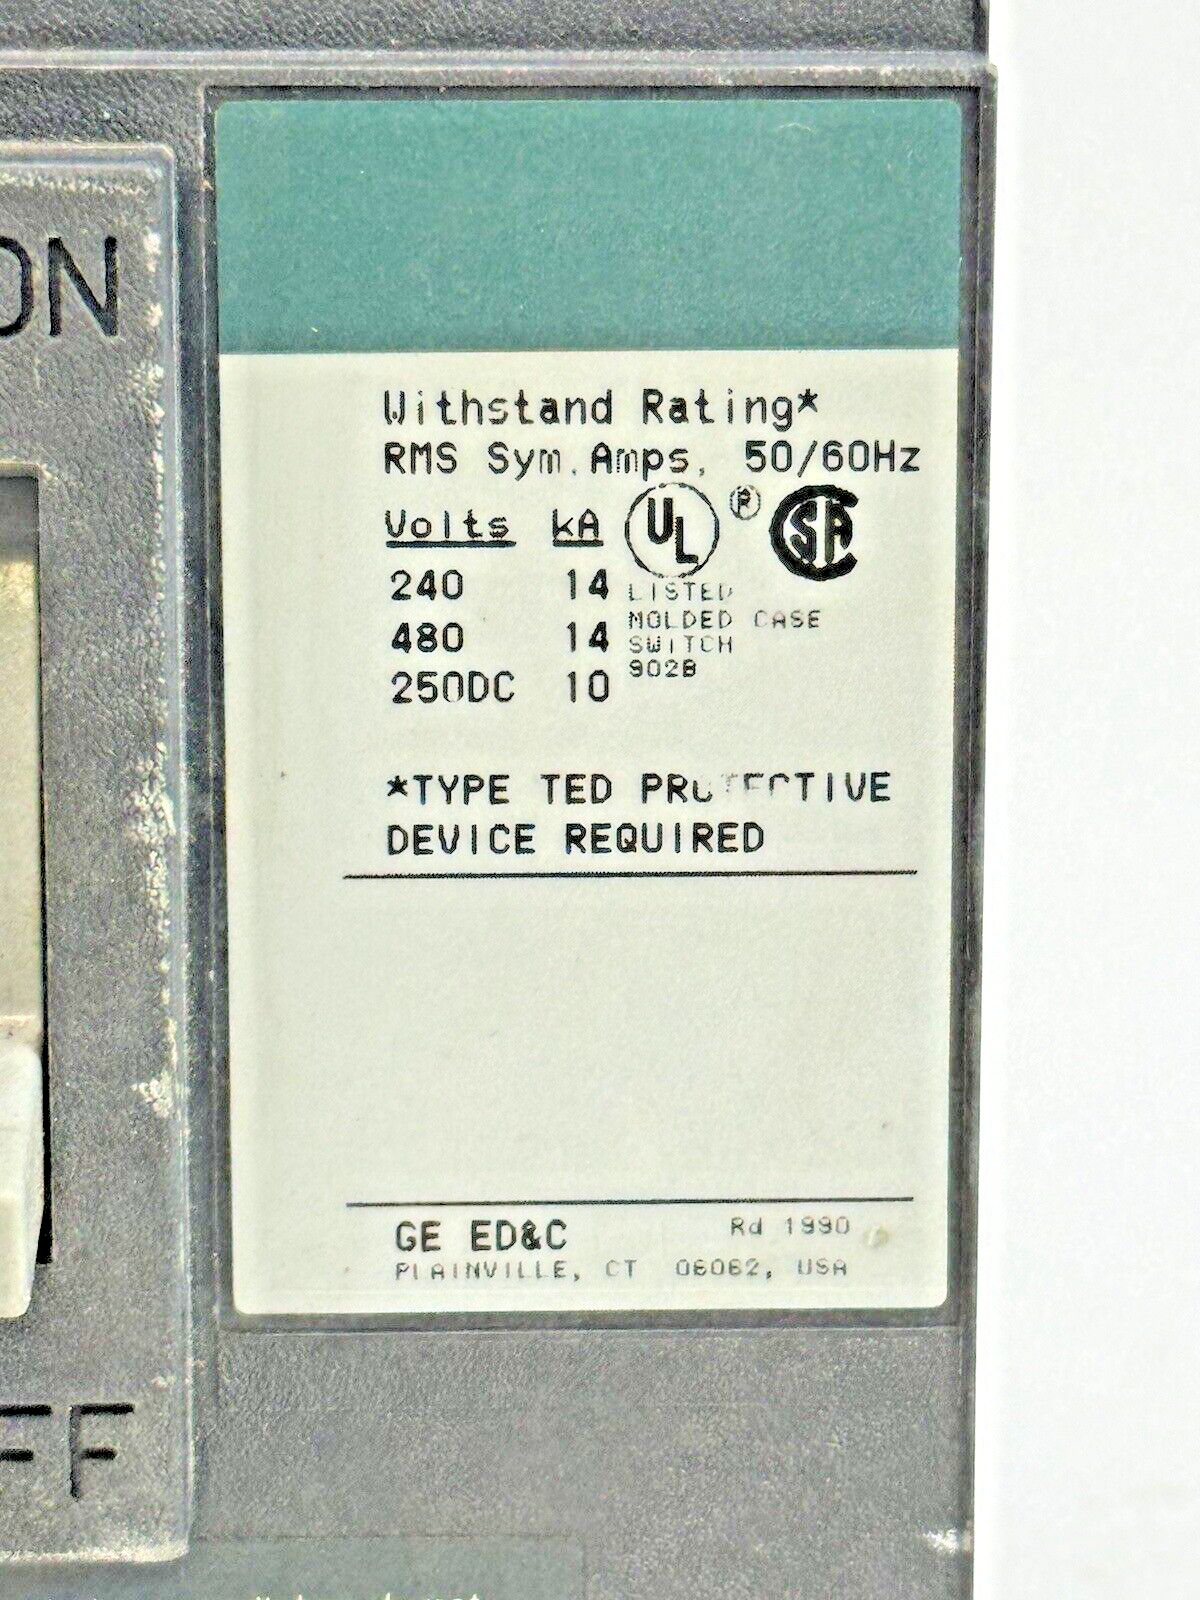 ON
Withstand Rating*
RMS Sym. Amps, 50/60Hz
Volts kA UL ® SA
240 14 LISTED
MOLDED CASE
480 14 SWITCH
902B
250DC 10
*TYPE TED PROTECTIVE
DEVICE REQUIRED
GE ED&C Rd 1990
PLAINVILLE, CT 06062, USA
FF